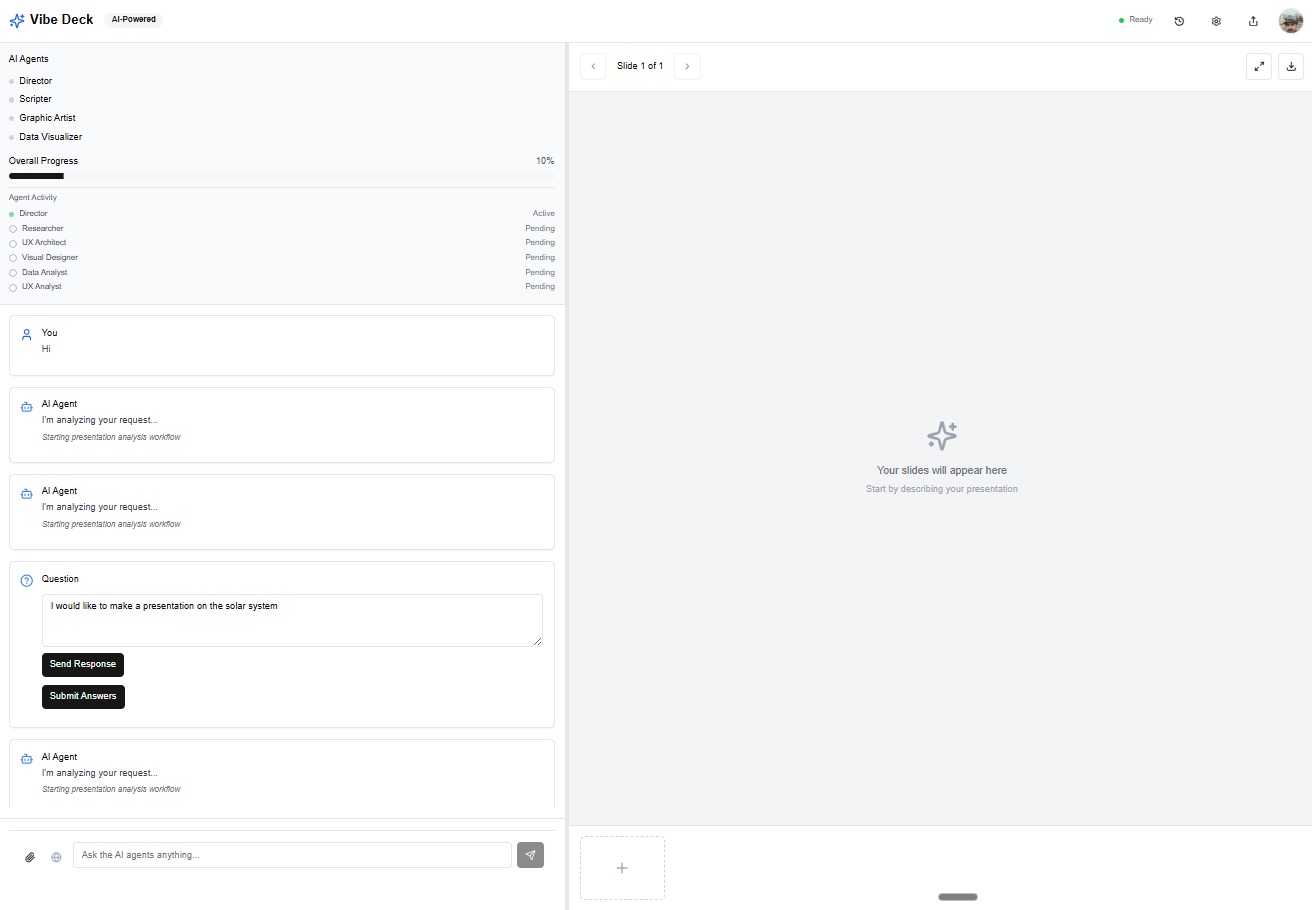 Vibe Deck AI-Powered
Ready
AI Agents
Director
Scripter
Graphic Artist
Data Visualizer
Overall Progress 10%
Agent Activity
Director Active
Researcher Pending
UX Architect Pending
Visual Designer Pending
Data Analyst Pending
UX Analyst Pending
You
Hi
AI Agent
I'm analyzing your request...
Starting presentation analysis workflow
AI Agent
I'm analyzing your request...
Starting presentation analysis workflow
Question
I would like to make a presentation on the solar system
Send Response
Submit Answers
AI Agent
I'm analyzing your request...
Starting presentation analysis workflow
Ask the AI agents anything...
Slide 1 of 1
Your slides will appear here
Start by describing your presentation